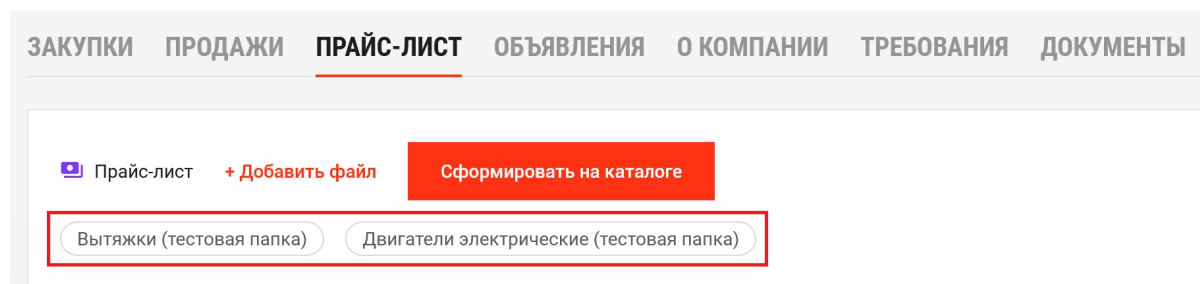 ЗАКУПКИ ПРОДАЖИ ПРАЙС-ЛИСТ ОБЪЯВЛЕНИЯ О КОМПАНИИ ТРЕБОВАНИЯ ДОКУМЕНТЫ
Прайс-лист + Добавить файл Сформировать на каталоге
Вытяжки (тестовая папка) Двигатели электрические (тестовая папка)